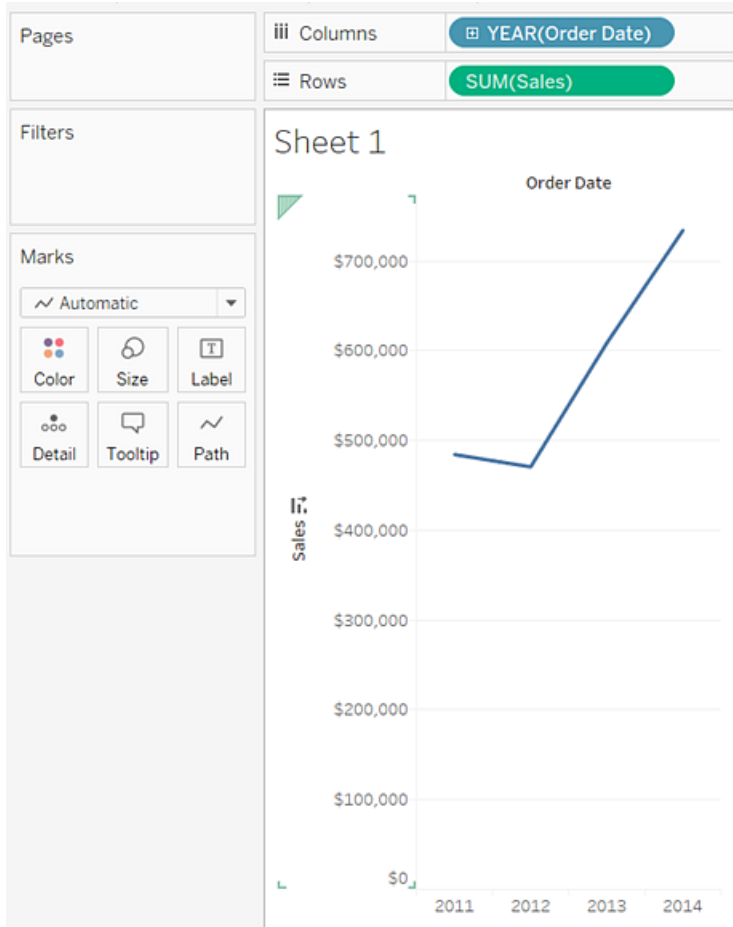 Pages
Columns
YEAR(Order Date)
Rows
SUM(Sales)
Filters
Sheet 1
Order Date
Marks
Automatic
Color
Size
T
Label
Detail
Tooltip
Path
Sales
$700,000
$600,000
$500,000
$400,000
$300,000
$200,000
$100,000
$0
2011 2012 2013 2014